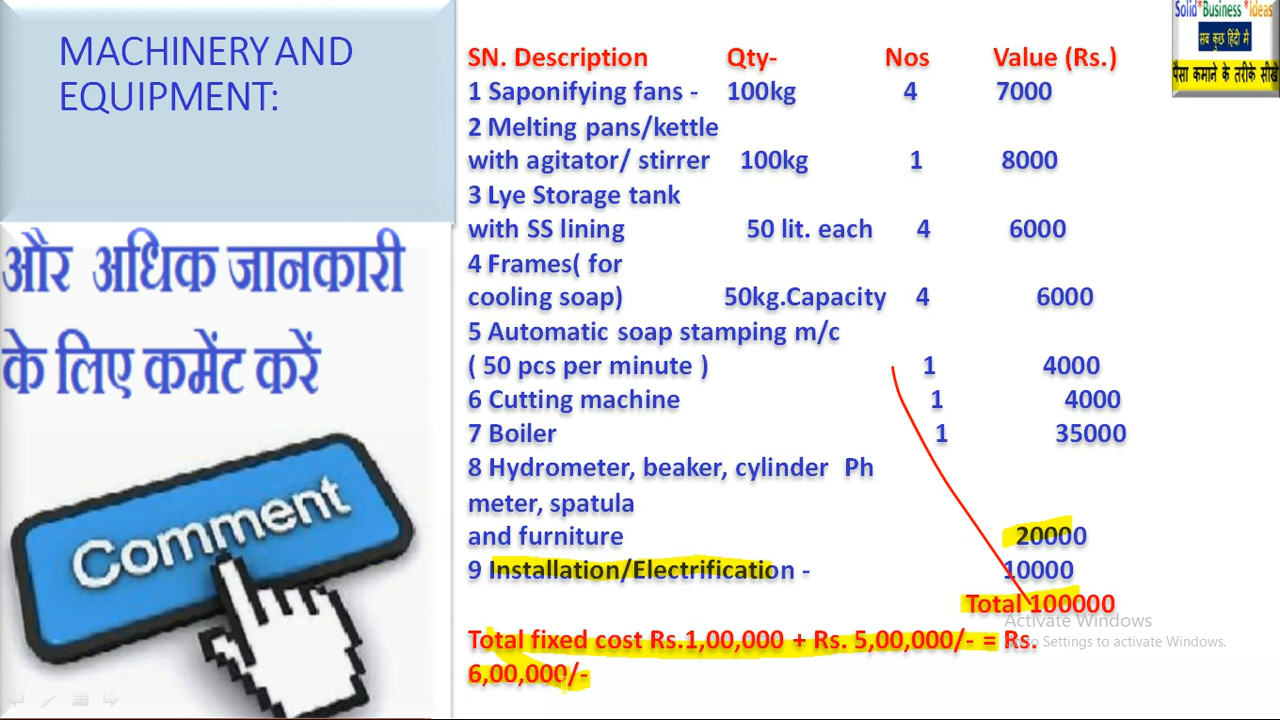 MACHINERY AND
EQUIPMENT:
और अधिक जानकारी
के लिए कमेंट करें
Comment
SN. Description Qty- Nos Value (Rs.)
1 Saponifying fans - 100kg 4 7000
2 Melting pans/kettle
with agitator/ stirrer 100kg 1 8000
3 Lye Storage tank
with SS lining 50 lit. each 4 6000
4 Frames( for
cooling soap) 50kg.Capacity 4 6000
5 Automatic soap stamping m/c
( 50 pcs per minute ) 1 4000
6 Cutting machine 1 4000
7 Boiler 1 35000
8 Hydrometer, beaker, cylinder Ph
meter, spatula
and furniture 20000
9 Installation/Electrification - 10000
Total 100000
Total fixed cost Rs.1,00,000 + Rs. 5,00,000/- = Rs.
6,00,000/-
Activate Windows
to Settings to activate Windows.
Solid*Business *Ideas
सब कुछ हिंदी में
पैसा कमाने के तरीके सीखे